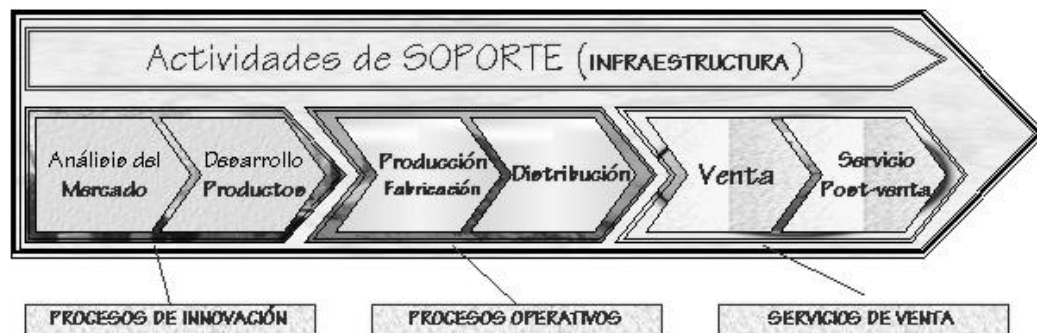 Actividades de SOPORTE (INFRAESTRUCTURA)
Análisis del
Mercado
Desarrollo
Productos
Producción
Fabricación
Distribución
Venta
Servicio
Post-venta
PROCESOS DE INNOVACIÓN
PROCESOS OPERATIVOS
SERVICIOS DE VENTA